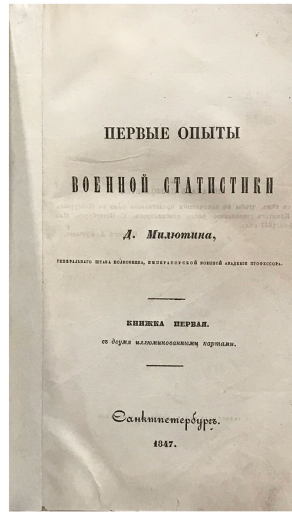 ПЕРВЫЕ ОПЫТЫ
ВОЕННОЙ СТАТИСТИКИ
Д. Милютина,
ГЕНЕРАЛЬНАГО ШТАБА ПОЛКОВНИКА, ИМПЕРАТОРСКОЙ ВОЕННОЙ АКАДЕМІИ ПРОФЕССОРА.
КНИЖКА ПЕРВАЯ.
съ двумя иллюминованными картами.
Санктпетербургъ.
1847.